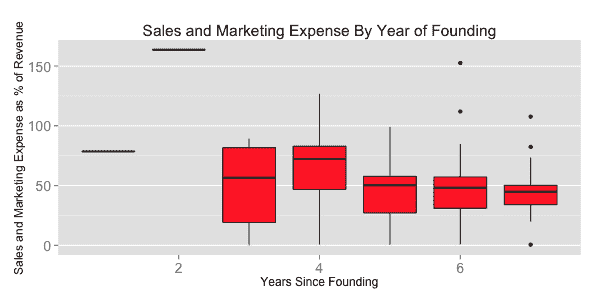 Sales and Marketing Expense By Year of Founding
Sales and Marketing Expense as % of Revenue
150
100
50
0
2
4
6
Years Since Founding